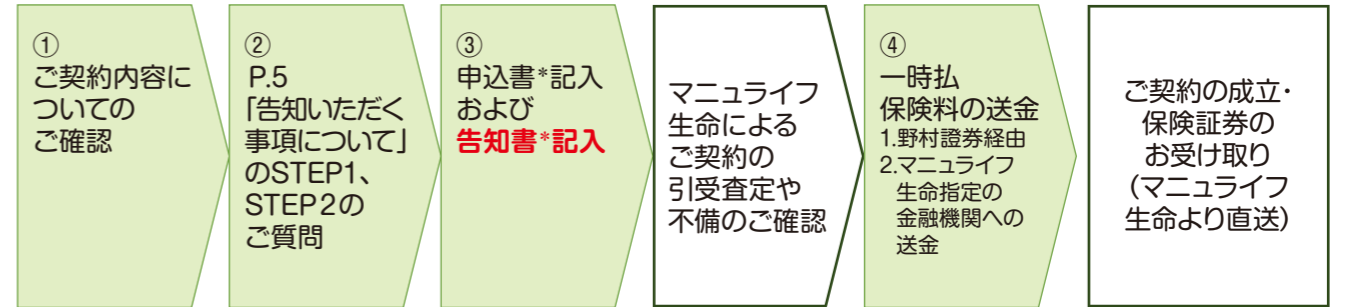 ①
ご契約内容に
ついての
ご確認
②
P.5
「告知いただく
事項について」
のSTEP1、
STEP2の
ご質問
③
申込書*記入
および
告知書*記入
マニュライフ
生命による
ご契約の
引受査定や
不備のご確認
④
一時払
保険料の送金
1.野村證券経由
2.マニュライフ
生命指定の
金融機関への
送金
ご契約の成立・
保険証券の
お受け取り
(マニュライフ
生命より直送)